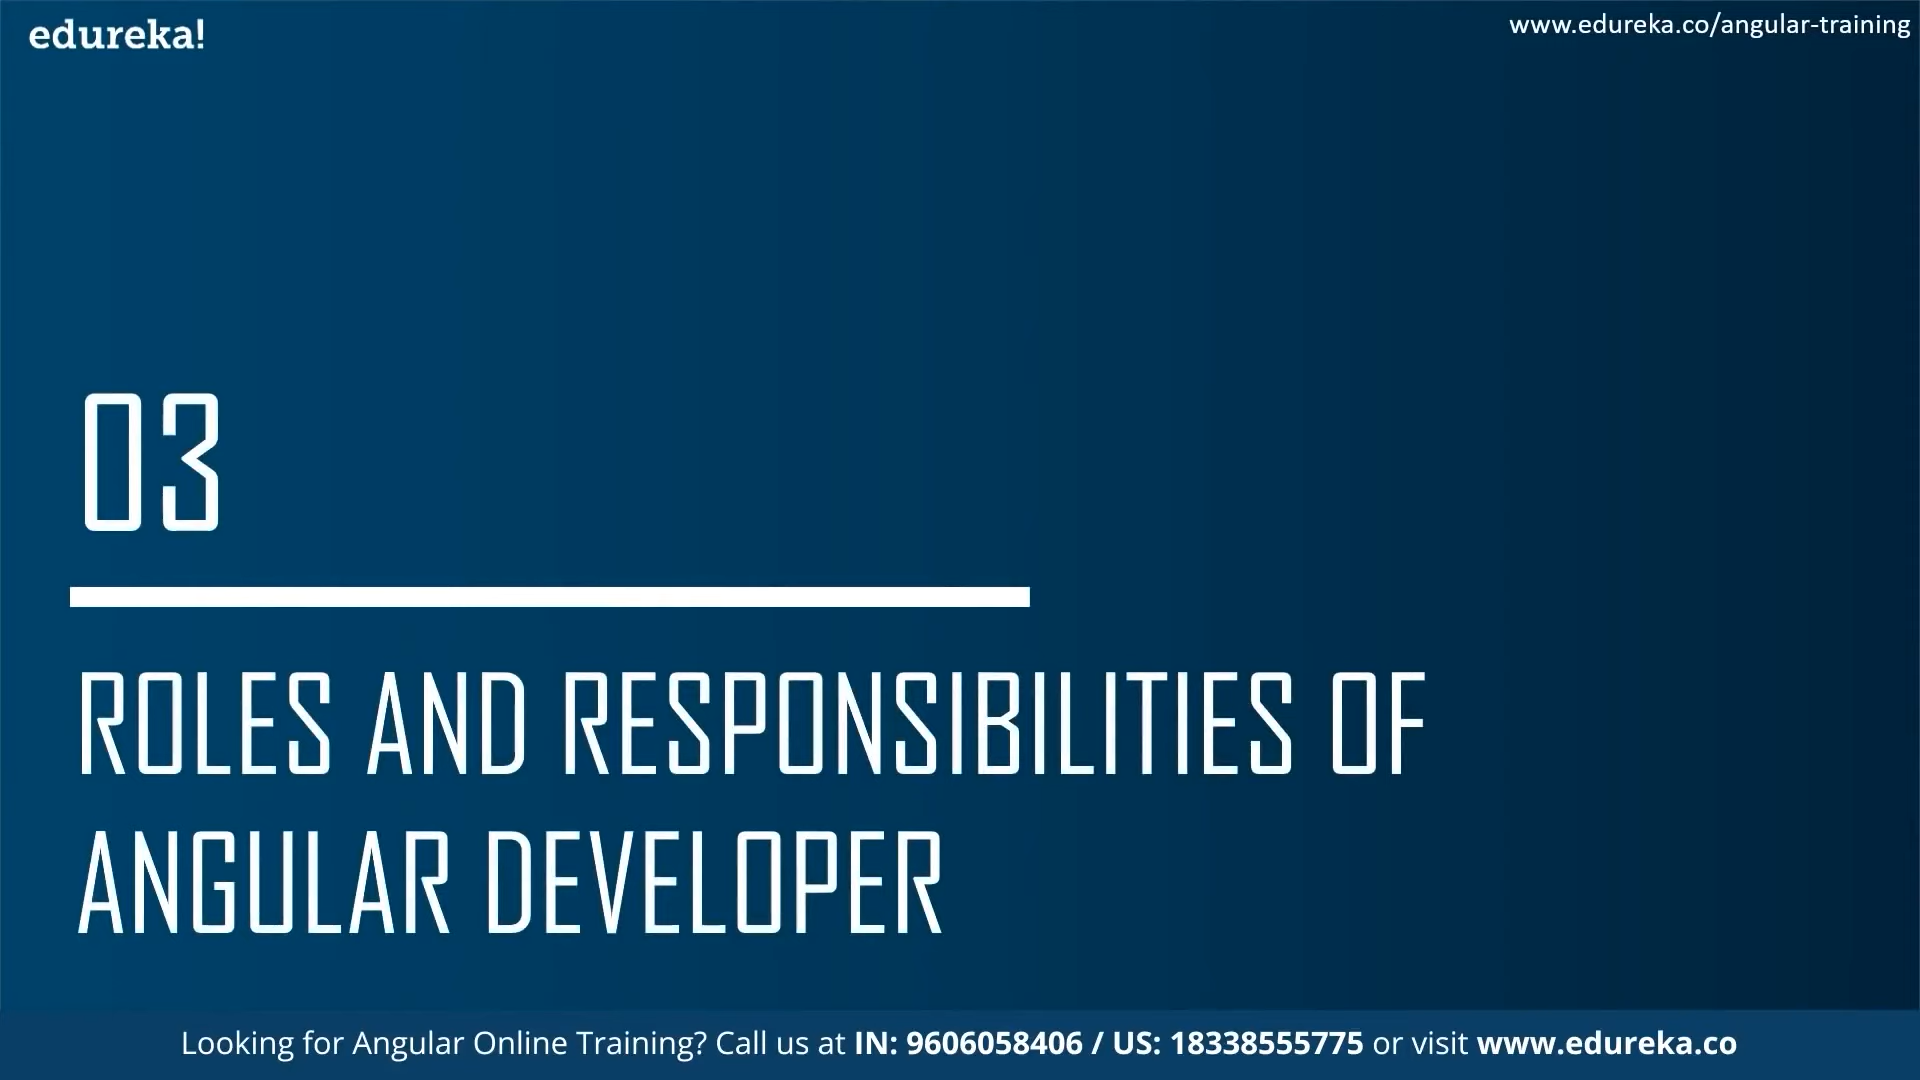 edureka!
www.edureka.co/angular-training
03
ROLES AND RESPONSIBILITIES OF
ANGULAR DEVELOPER
Looking for Angular Online Training? Call us at IN: 9606058406 / US: 18338555775 or visit www.edureka.co